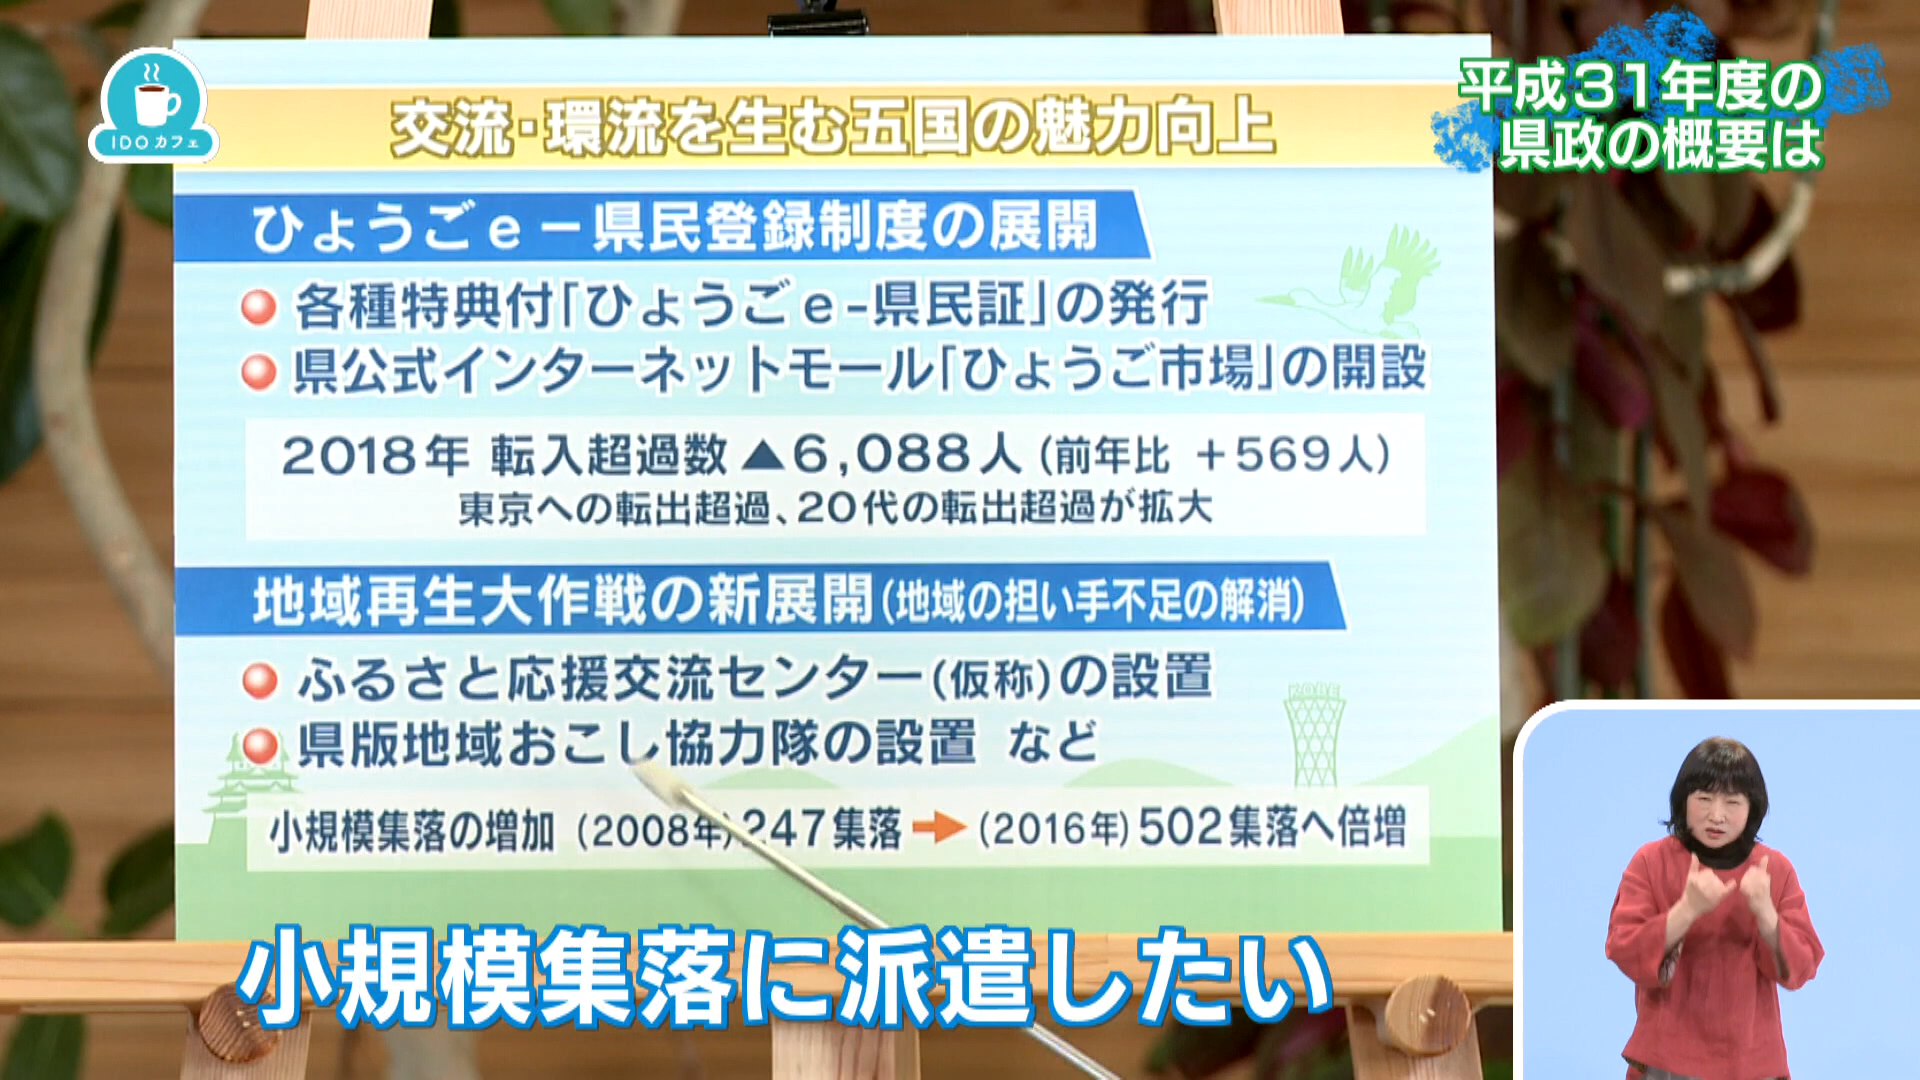 IDOカフェ
平成31年度の
県政の概要は
交流・環流を生む五国の魅力向上
ひょうごe－県民登録制度の展開
各種特典付「ひょうごe-県民証」の発行
県公式インターネットモール「ひょうご市場」の開設
2018年 転入超過数 ▲6,088人(前年比 ＋569人)
東京への転出超過、20代の転出超過が拡大
地域再生大作戦の新展開(地域の担い手不足の解消)
ふるさと応援交流センター(仮称)の設置
KOBE
県版地域おこし協力隊の設置 など
小規模集落の増加 (2008年)247集落➡(2016年)502集落へ倍増
小規模集落に派遣したい